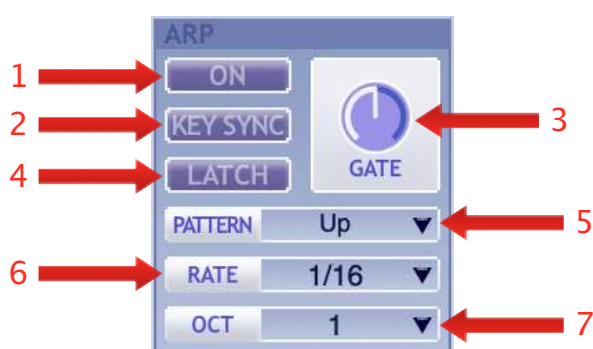 ARP
1 ON
2 KEY SYNC
3
4 LATCH
GATE
PATTERN Up 5
6 RATE 1/16
OCT 1 7